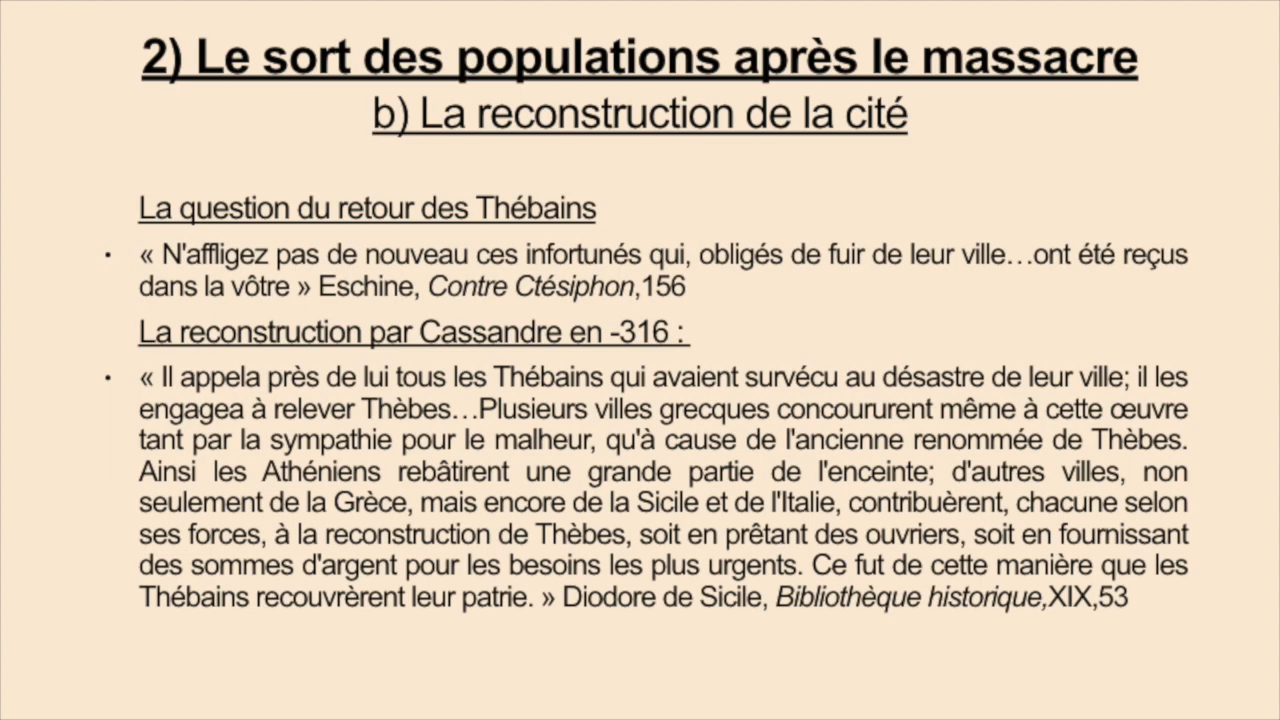 2) Le sort des populations après le massacre
b) La reconstruction de la cité
La question du retour des Thébains
• « N'affligez pas de nouveau ces infortunés qui, obligés de fuir de leur ville…ont été reçus
dans la vôtre » Eschine, Contre Ctésiphon,156
La reconstruction par Cassandre en -316 :
• « Il appela près de lui tous les Thébains qui avaient survécu au désastre de leur ville; il les
engagea à relever Thèbes…Plusieurs villes grecques concoururent même à cette œuvre
tant par la sympathie pour le malheur, qu'à cause de l'ancienne renommée de Thèbes.
Ainsi les Athéniens rebâtirent une grande partie de l'enceinte; d'autres villes, non
seulement de la Grèce, mais encore de la Sicile et de l'Italie, contribuèrent, chacune selon
ses forces, à la reconstruction de Thèbes, soit en prêtant des ouvriers, soit en fournissant
des sommes d'argent pour les besoins les plus urgents. Ce fut de cette manière que les
Thébains recouvrèrent leur patrie. » Diodore de Sicile, Bibliothèque historique,XIX,53